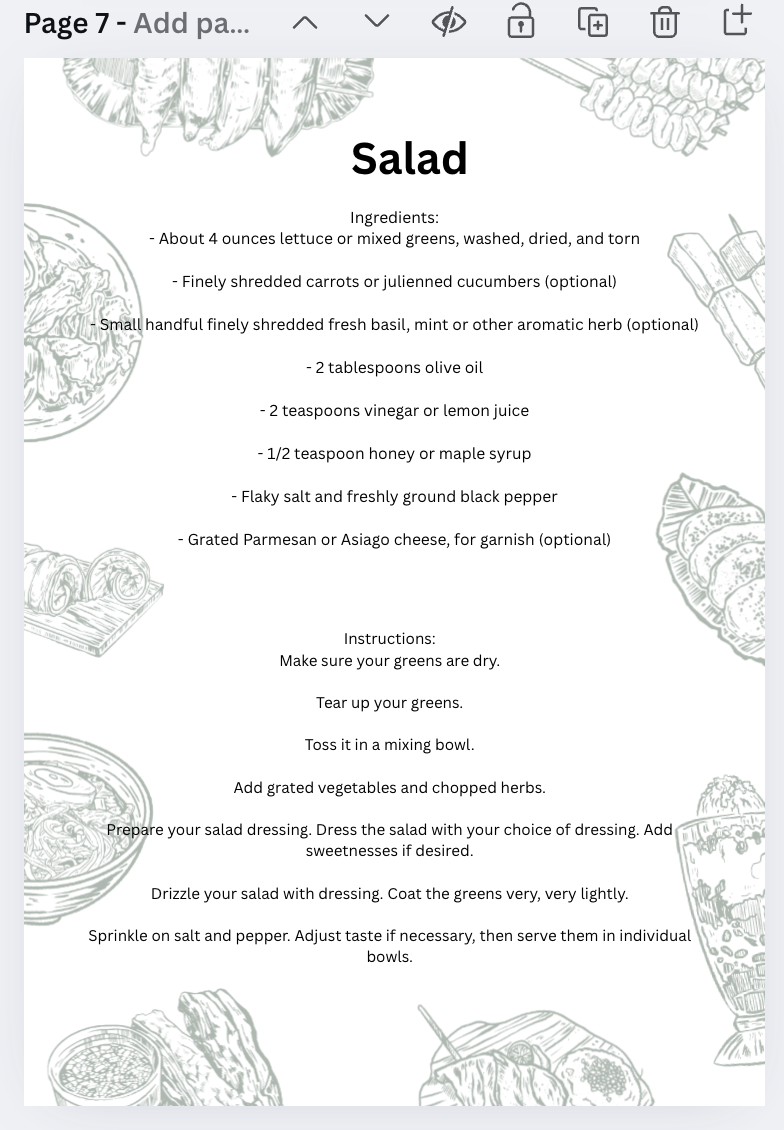 Page 7 - Add pa...
Salad
Ingredients:
- About 4 ounces lettuce or mixed greens, washed, dried, and torn
- Finely shredded carrots or julienned cucumbers (optional)
- Small handful finely shredded fresh basil, mint or other aromatic herb (optional)
- 2 tablespoons olive oil
- 2 teaspoons vinegar or lemon juice
- 1/2 teaspoon honey or maple syrup
- Flaky salt and freshly ground black pepper
- Grated Parmesan or Asiago cheese, for garnish (optional)
Instructions:
Make sure your greens are dry.
Tear up your greens.
Toss it in a mixing bowl.
Add grated vegetables and chopped herbs.
Prepare your salad dressing. Dress the salad with your choice of dressing. Add
sweetnesses if desired.
Drizzle your salad with dressing. Coat the greens very, very lightly.
Sprinkle on salt and pepper. Adjust taste if necessary, then serve them in individual
bowls.